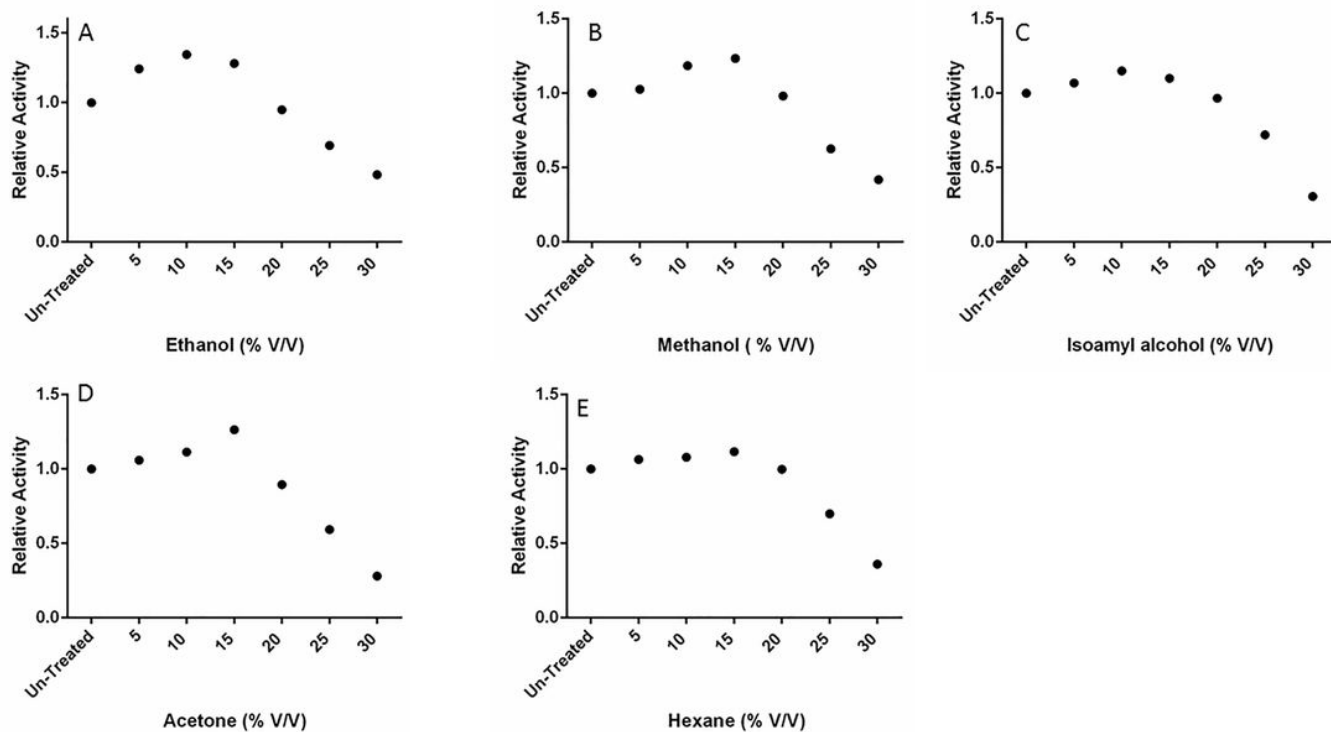 A
Relative Activity
1.5
1.0
0.5
0.0
Un-Treated
5
10
15
20
25
30
Ethanol (% V/V)
B
Relative Activity
1.5
1.0
0.5
0.0
Un-Treated
5
10
15
20
25
30
Methanol ( % V/V)
C
Relative Activity
1.5
1.0
0.5
0.0
Un-Treated
5
10
15
20
25
30
Isoamyl alcohol (% V/V)
D
Relative Activity
1.5
1.0
0.5
0.0
Un-Treated
5
10
15
20
25
30
Acetone (% V/V)
E
Relative Activity
1.5
1.0
0.5
0.0
Un-Treated
5
10
15
20
25
30
Hexane (% V/V)